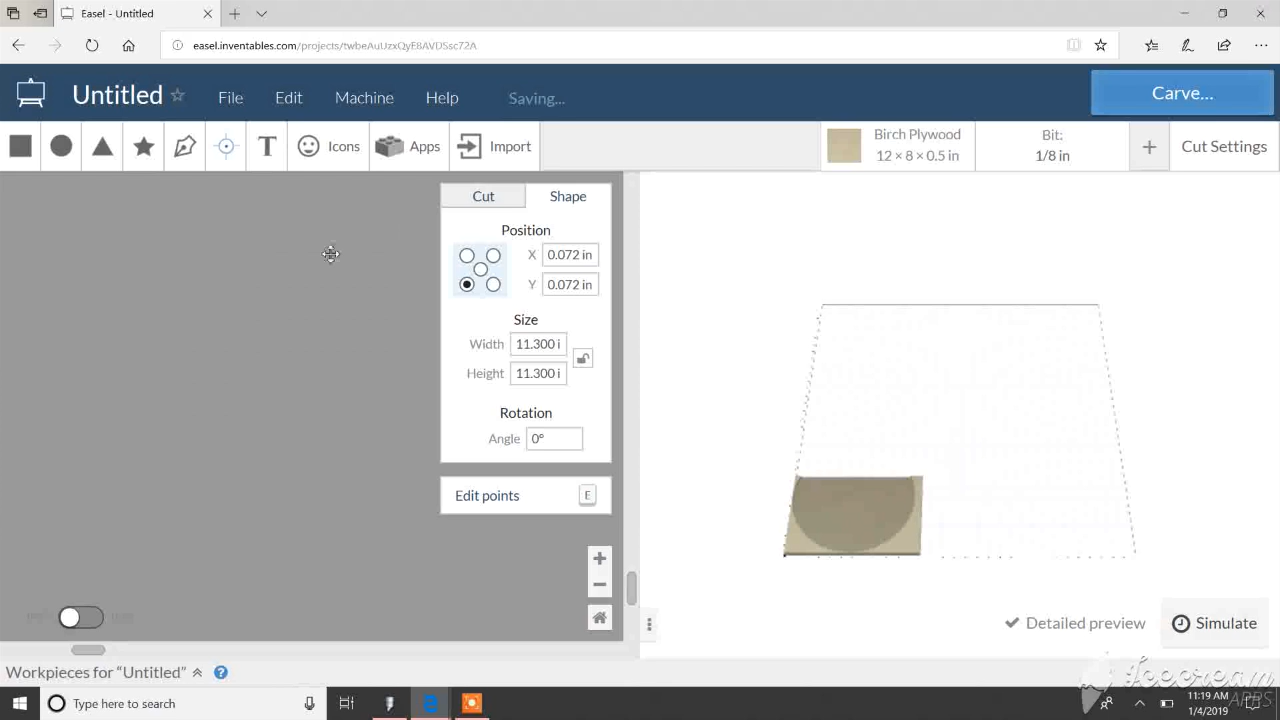 Easel - Untitled
easel.inventables.com/projects/twbeAuUzxQyE8AVDSsc72A
Untitled File Edit Machine Help Saving... Carve...
T Icons Apps Import
Birch Plywood
12 × 8 × 0.5 in
Bit:
1/8 in
Cut Settings
Cut Shape
Position
X 0.072 in
Y 0.072 in
Size
Width 11.300 i
Height 11.300 i
Rotation
Angle 0°
Edit points E
Detailed preview
Simulate
Workpieces for “Untitled”
Icecream
APPS
Type here to search
11:19 AM
1/4/2019